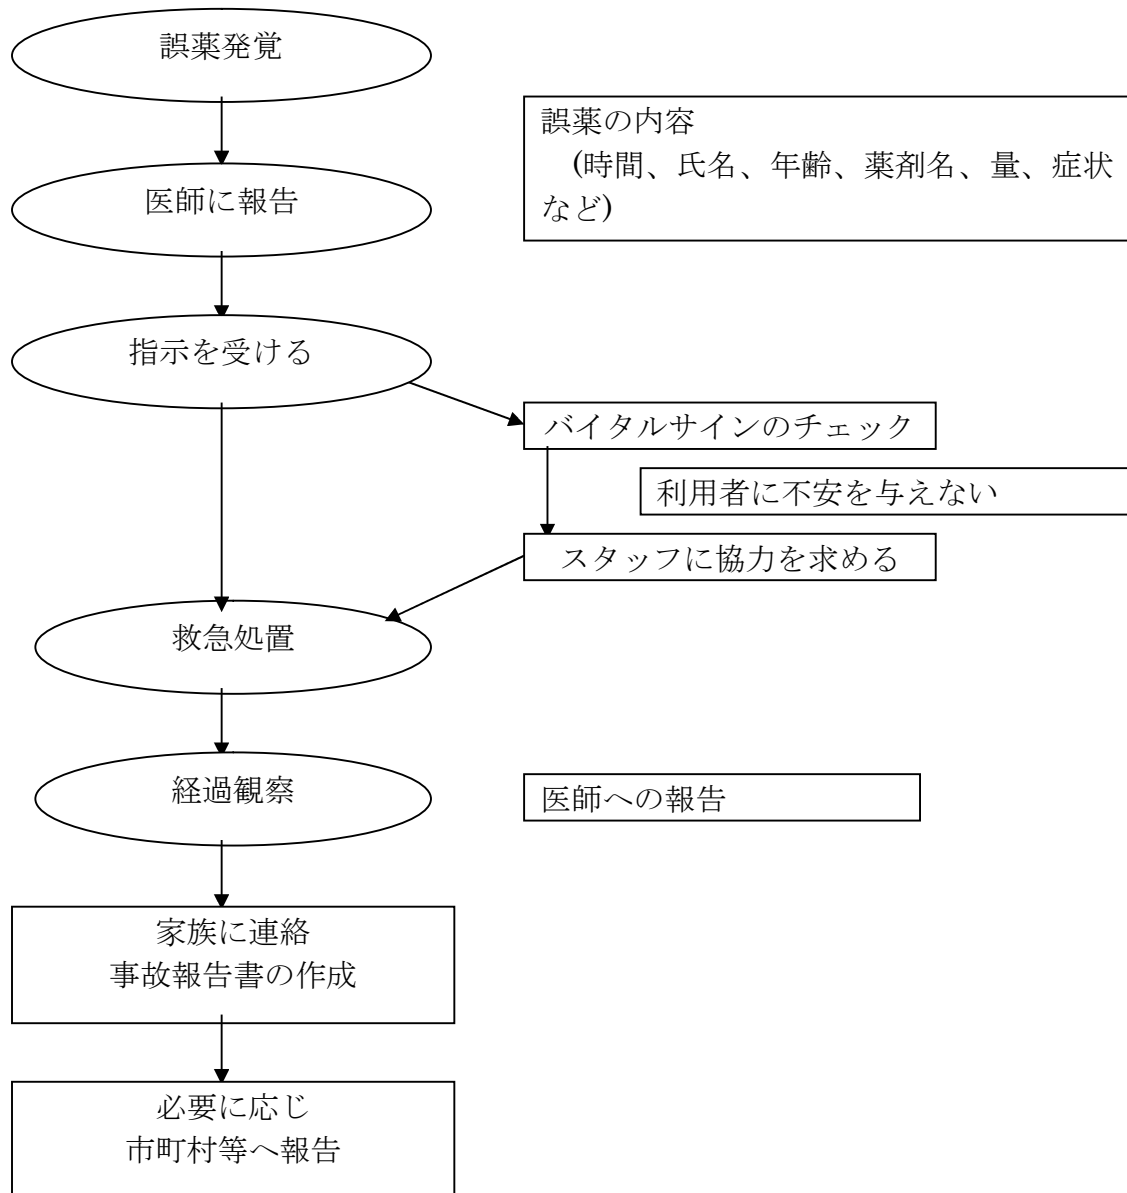 誤薬発覚
誤薬の内容
(時間、氏名、年齢、薬剤名、量、症状
など)
医師に報告
指示を受ける
バイタルサインのチェック
利用者に不安を与えない
スタッフに協力を求める
救急処置
経過観察
医師への報告
家族に連絡
事故報告書の作成
必要に応じ
市町村等へ報告